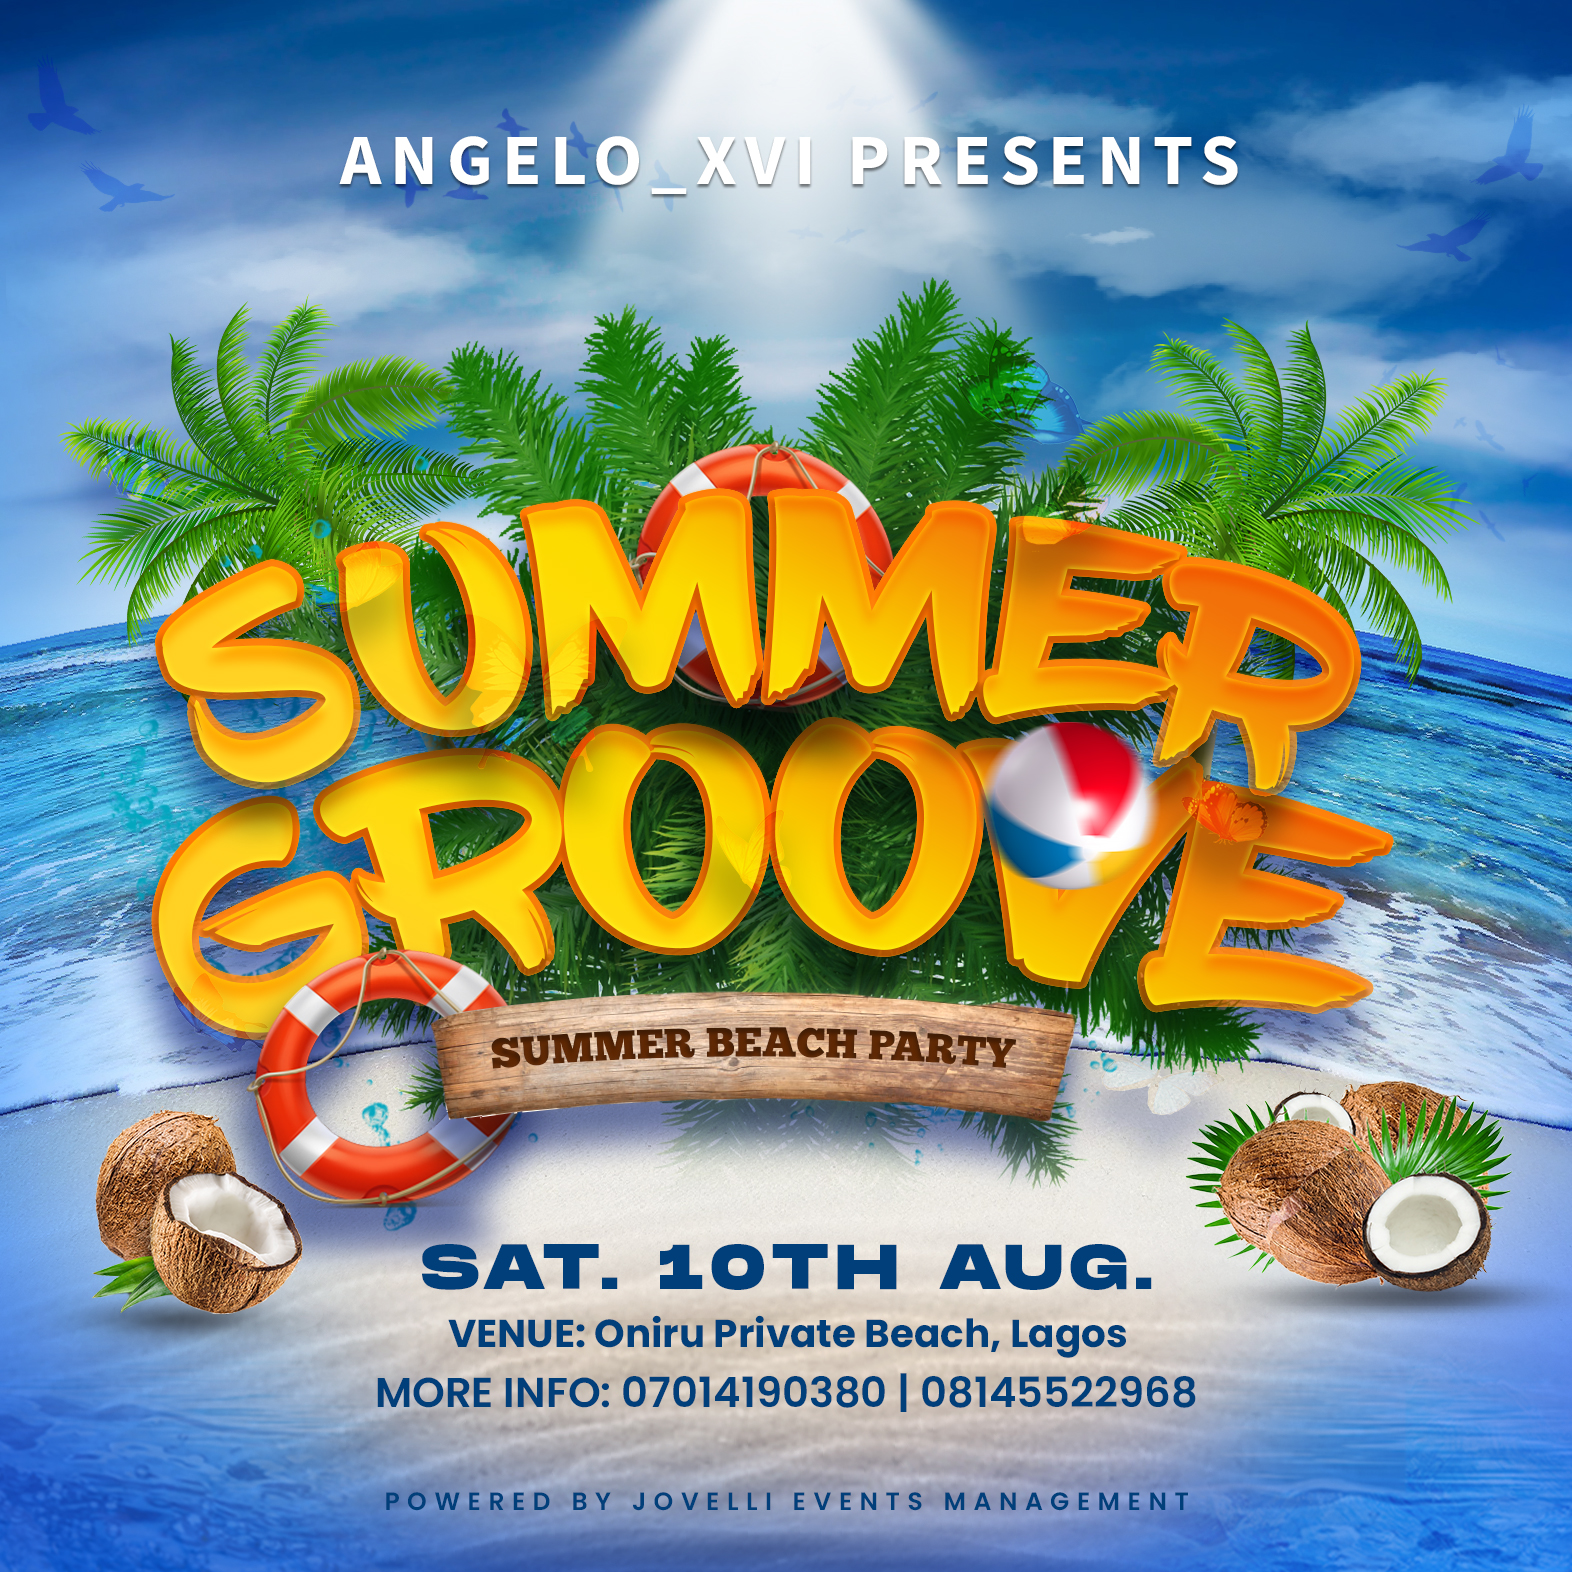 ANGELO_XVI PRESENTS
SUMMER
GROOVE
SUMMER BEACH PARTY
SAT. 10TH AUG.
VENUE: Oniru Private Beach, Lagos
MORE INFO: 07014190380 | 08145522968
POWERED BY JOVELLI EVENTS MANAGEMENT